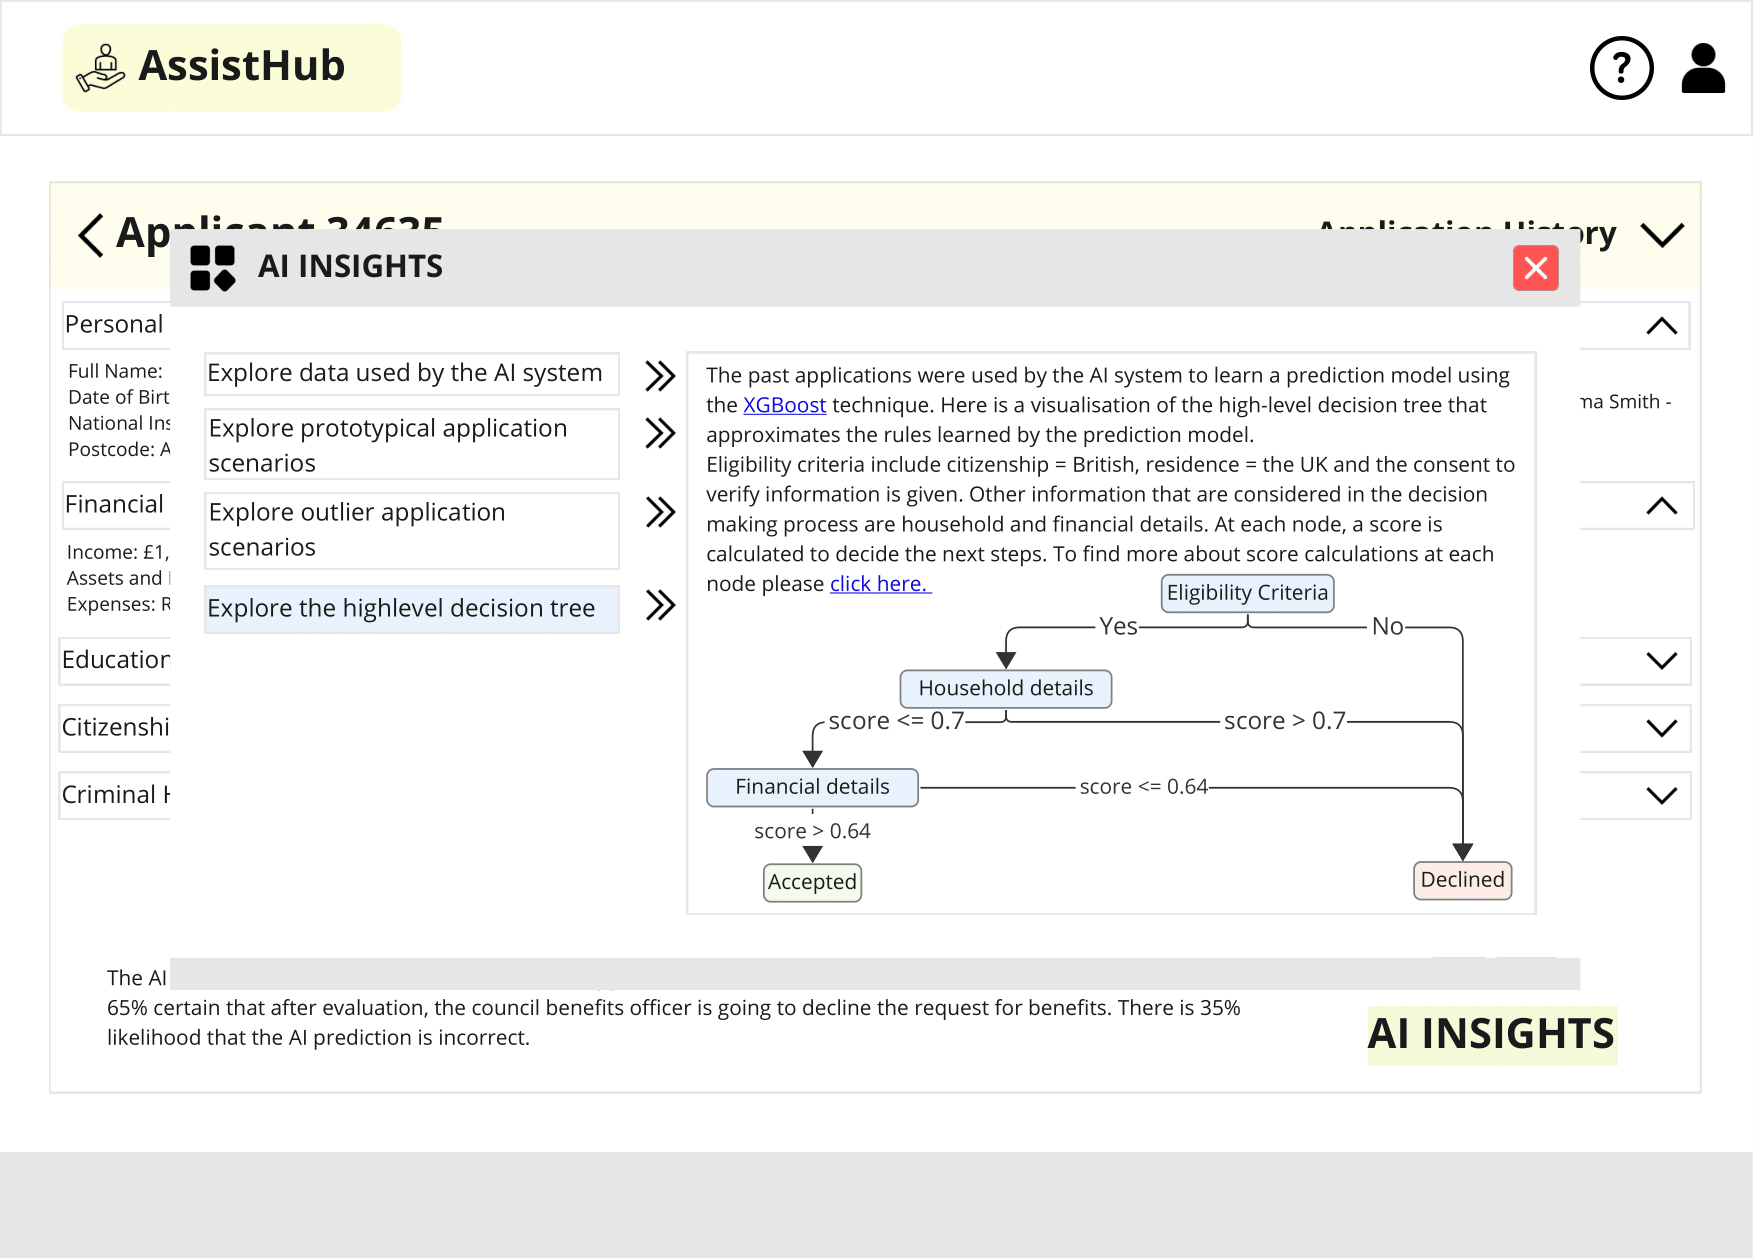 AssistHub
?
Applicant 34635
Application History
AI INSIGHTS
Personal
Full Name:
Date of Birt
National Ins
Postcode: A
ma Smith -
Financial
Income: £1,
Assets and
Expenses: R
Education
Citizenshi
Criminal H
Explore data used by the AI system
Explore prototypical application
scenarios
Explore outlier application
scenarios
Explore the highlevel decision tree
The past applications were used by the AI system to learn a prediction model using
the XGBoost technique. Here is a visualisation of the high-level decision tree that
approximates the rules learned by the prediction model.
Eligibility criteria include citizenship = British, residence = the UK and the consent to
verify information is given. Other information that are considered in the decision
making process are household and financial details. At each node, a score is
calculated to decide the next steps. To find more about score calculations at each
node please click here.
Eligibility Criteria
Yes
No
Household details
score <= 0.7
score > 0.7
Financial details
score <= 0.64
score > 0.64
Accepted
Declined
The AI
65% certain that after evaluation, the council benefits officer is going to decline the request for benefits. There is 35%
likelihood that the AI prediction is incorrect.
AI INSIGHTS